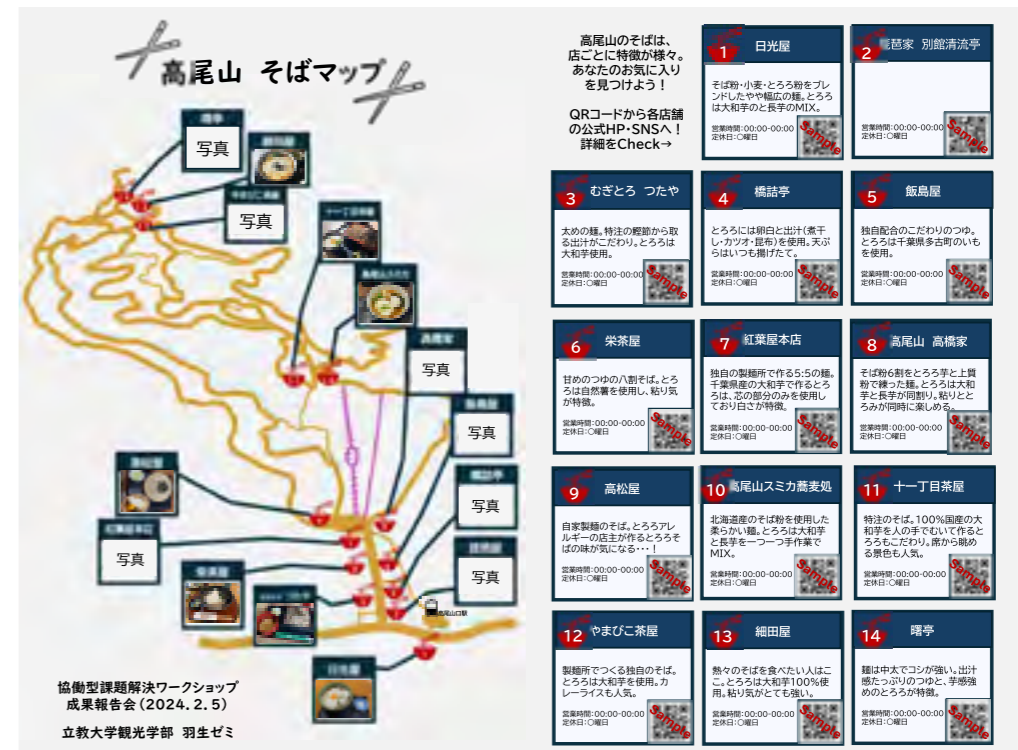 高尾山 そばマップ
写真
写真
十一丁目茶屋
高尾山スミカ
写真
写真
写真
写真
写真
高尾山口駅
協働型課題解決ワークショップ
成果報告会(2024.2.5)
立教大学観光学部 羽生ゼミ
高尾山のそばは、
店ごとに特徴が様々。
あなたのお気に入り
を見つけよう!
QRコードから各店舗
の公式HP・SNSへ!
詳細をCheck→
1 日光屋
そば粉・小麦・とろろ粉をブレ
ンドしたやや幅広の麺。とろろ
は大和芋のと長芋のMIX。
営業時間:00:00-00:00
定休日:〇曜日
Sample
2 琵琶家 別館清流亭
営業時間:00:00-00:00
定休日:〇曜日
Sample
3 むぎとろ つたや
太めの麺。特注の鰹節から取
る出汁がこだわり。とろろは
大和芋使用。
営業時間:00:00-00:00
定休日:〇曜日
Sample
4 橋詰亭
とろろには卵白と出汁(煮干
し・カツオ・昆布)を使用。天ぷ
らはいつも揚げたて。
営業時間:00:00-00:00
定休日:〇曜日
Sample
5 飯島屋
独自配合のこだわりのつゆ。
とろろは千葉県多古町のいも
を使用。
営業時間:00:00-00:00
定休日:〇曜日
Sample
6 栄茶屋
甘めのつゆの八割そば。とろ
ろは自然薯を使用し、粘り気
が特徴。
営業時間:00:00-00:00
定休日:〇曜日
Sample
7 紅葉屋本店
独自の製麺所で作る5:5の麺。
千葉県産の大和芋で作るとろ
ろは、芯の部分のみを使用し
ており白さが特徴。
営業時間:00:00-00:00
定休日:〇曜日
Sample
8 高尾山 高橋家
そば粉6割をとろろ芋と上質
粉で練った麺。とろろは大和
芋と長芋が同割り。粘りとと
ろみが同時に楽しめる。
営業時間:00:00-00:00
定休日:〇曜日
Sample
9 高松屋
自家製麺のそば。とろろアレ
ルギーの店主が作るとろろそ
ばの味が気になる・・・!
営業時間:00:00-00:00
定休日:〇曜日
Sample
10 高尾山スミカ蕎麦処
北海道産のそば粉を使用した
柔らかい麺。とろろは大和芋
と長芋を一つ一つ手作業で
MIX。
営業時間:00:00-00:00
定休日:〇曜日
Sample
11 十一丁目茶屋
特注のそば。100%国産の大
和芋を人の手でむいて作ると
ろろもこだわり。席から眺め
る景色も人気。
営業時間:00:00-00:00
定休日:〇曜日
Sample
12 やまびこ茶屋
製麺所でつくる独自のそば。
とろろは大和芋を使用。カ
レーライスも人気。
営業時間:00:00-00:00
定休日:〇曜日
Sample
13 細田屋
熱々のそばを食べたい人はこ
こ。とろろは大和芋100%使
用。粘り気がとても強い。
営業時間:00:00-00:00
定休日:〇曜日
Sample
14 曙亭
麺は中太でコシが強い。出汁
感たっぷりのつゆと、芋感強
めのとろろが特徴。
営業時間:00:00-00:00
定休日:〇曜日
Sample